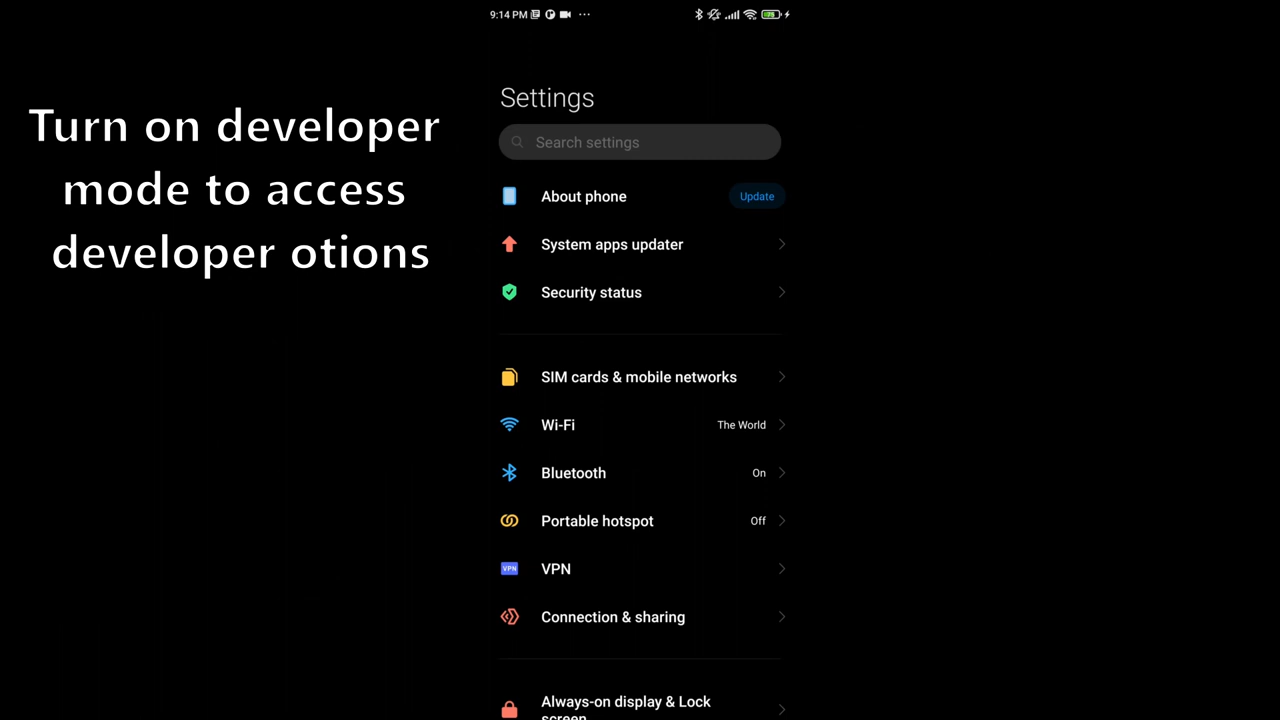 9:14 PM
Turn on developer
mode to access
developer otions
Settings
Search settings
About phone Update
System apps updater
Security status
SIM cards & mobile networks
Wi-Fi The World
Bluetooth On
Portable hotspot Off
VPN VPN
Connection & sharing
Always-on display & Lock
screen